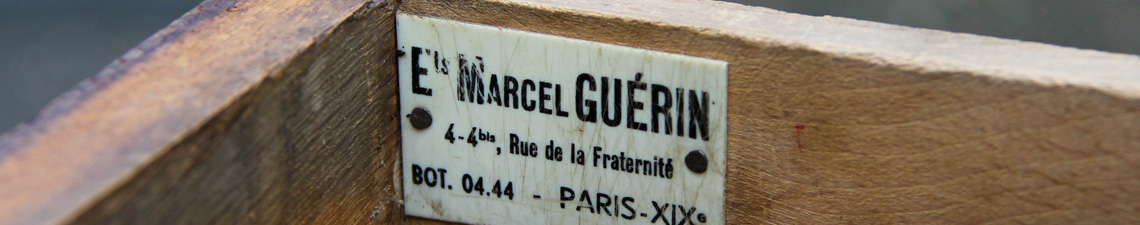 Ets MARCEL GUÉRIN
4-4bis, Rue de la Fraternité
BOT. 04.44 - PARIS-XIXe